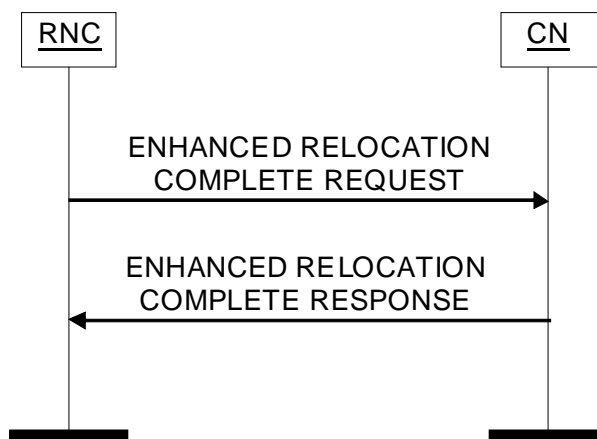 RNC
CN
ENHANCED RELOCATION
COMPLETE REQUEST
ENHANCED RELOCATION
COMPLETE RESPONSE